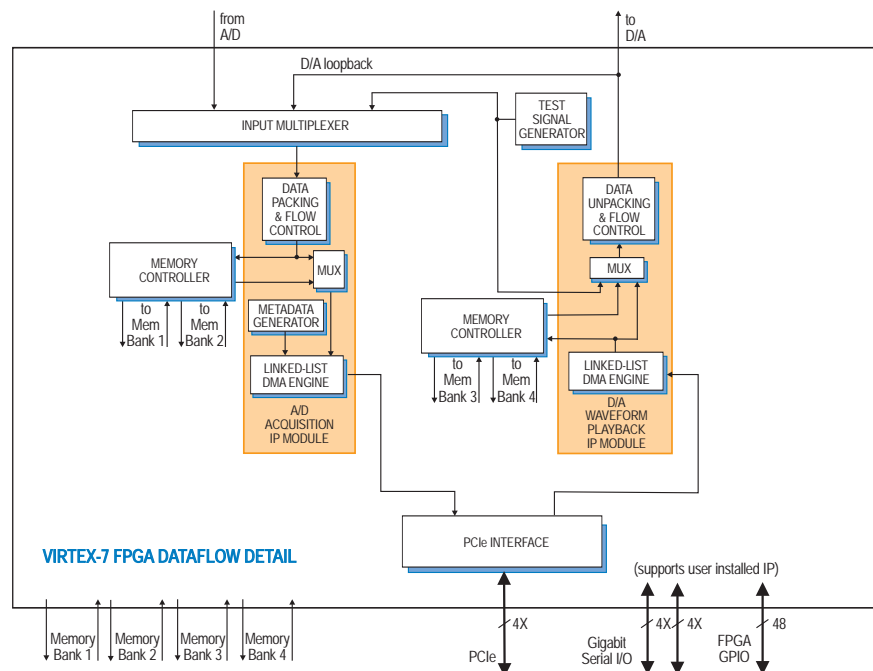 from
A/D
to
D/A
D/A loopback
INPUT MULTIPLEXER
TEST
SIGNAL
GENERATOR
DATA
PACKING
& FLOW
CONTROL
DATA
UNPACKING
& FLOW
CONTROL
MEMORY
CONTROLLER
MUX
MUX
to
Mem
Bank 1
to
Mem
Bank 2
METADATA
GENERATOR
MEMORY
CONTROLLER
LINKED-LIST
DMA ENGINE
to
Mem
Bank 3
to
Mem
Bank 4
LINKED-LIST
DMA ENGINE
A/D
ACQUISITION
IP MODULE
D/A
WAVEFORM
PLAYBACK
IP MODULE
PCIe INTERFACE
VIRTEX-7 FPGA DATAFLOW DETAIL
(supports user installed IP)
Memory
Bank 1
Memory
Bank 2
Memory
Bank 3
Memory
Bank 4
4X
PCIe
4X
4X
Gigabit
Serial I/O
48
FPGA
GPIO